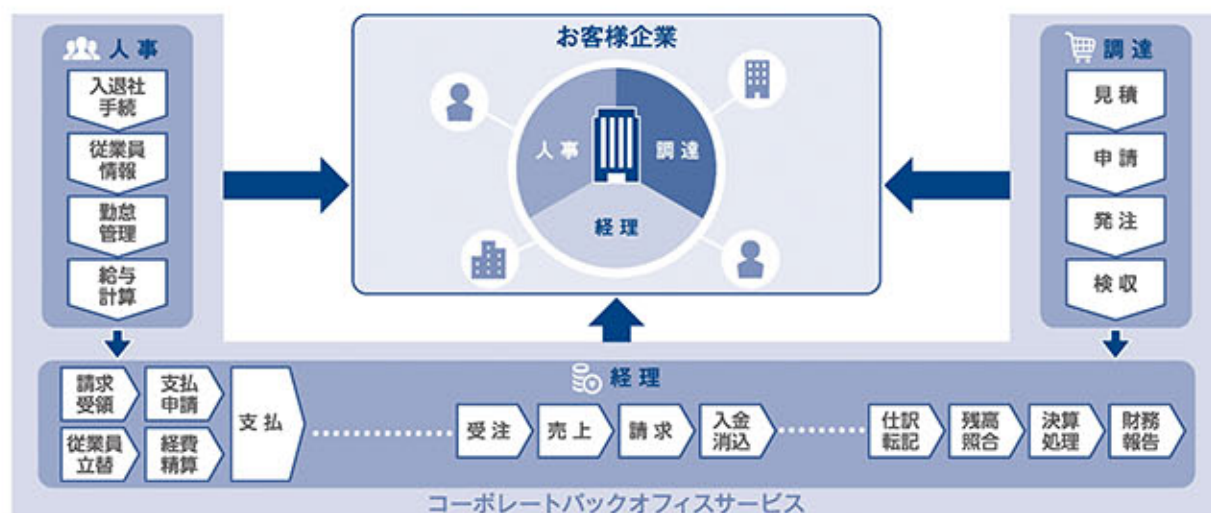 人事
入退社
手続
従業員
情報
勤怠
管理
給与
計算
お客様企業
人事
調達
経理
調達
見積
申請
発注
検収
経理
請求
受領
支払
申請
従業員
立替
経費
精算
支払
受注
売上
請求
入金
消込
仕訳
転記
残高
照合
決算
処理
財務
報告
コーポレートバックオフィスサービス